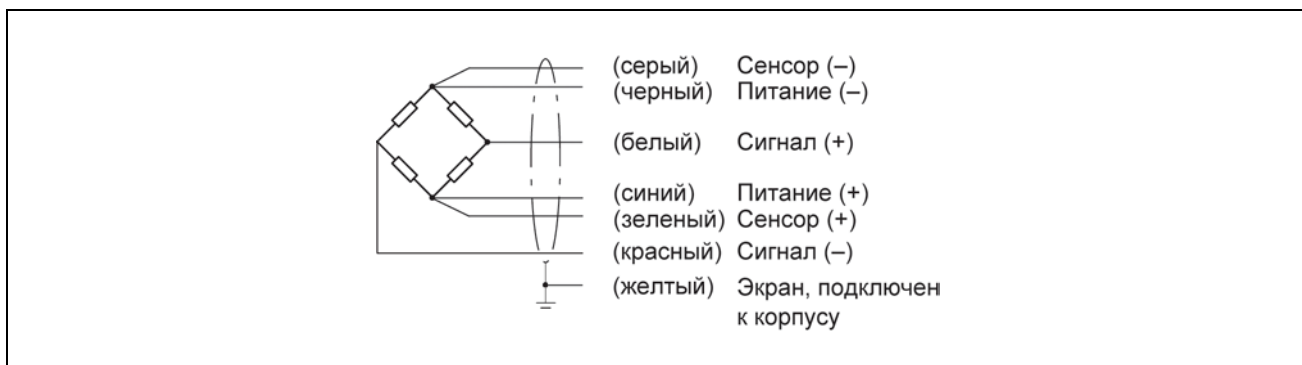 (серый) Сенсор (–)
(черный) Питание (–)
(белый) Сигнал (+)
(синий) Питание (+)
(зеленый) Сенсор (+)
(красный) Сигнал (–)
(желтый) Экран, подключен
к корпусу